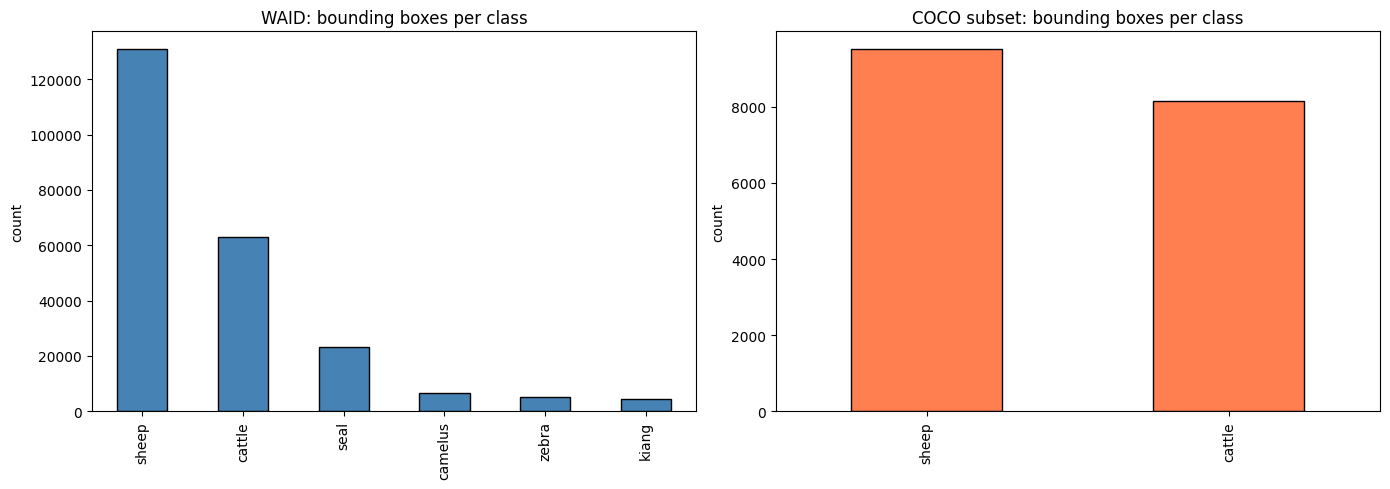 WAID: bounding boxes per class
count
120000
100000
80000
60000
40000
20000
0
sheep
cattle
seal
camelus
zebra
kiang
COCO subset: bounding boxes per class
count
8000
6000
4000
2000
0
sheep
cattle